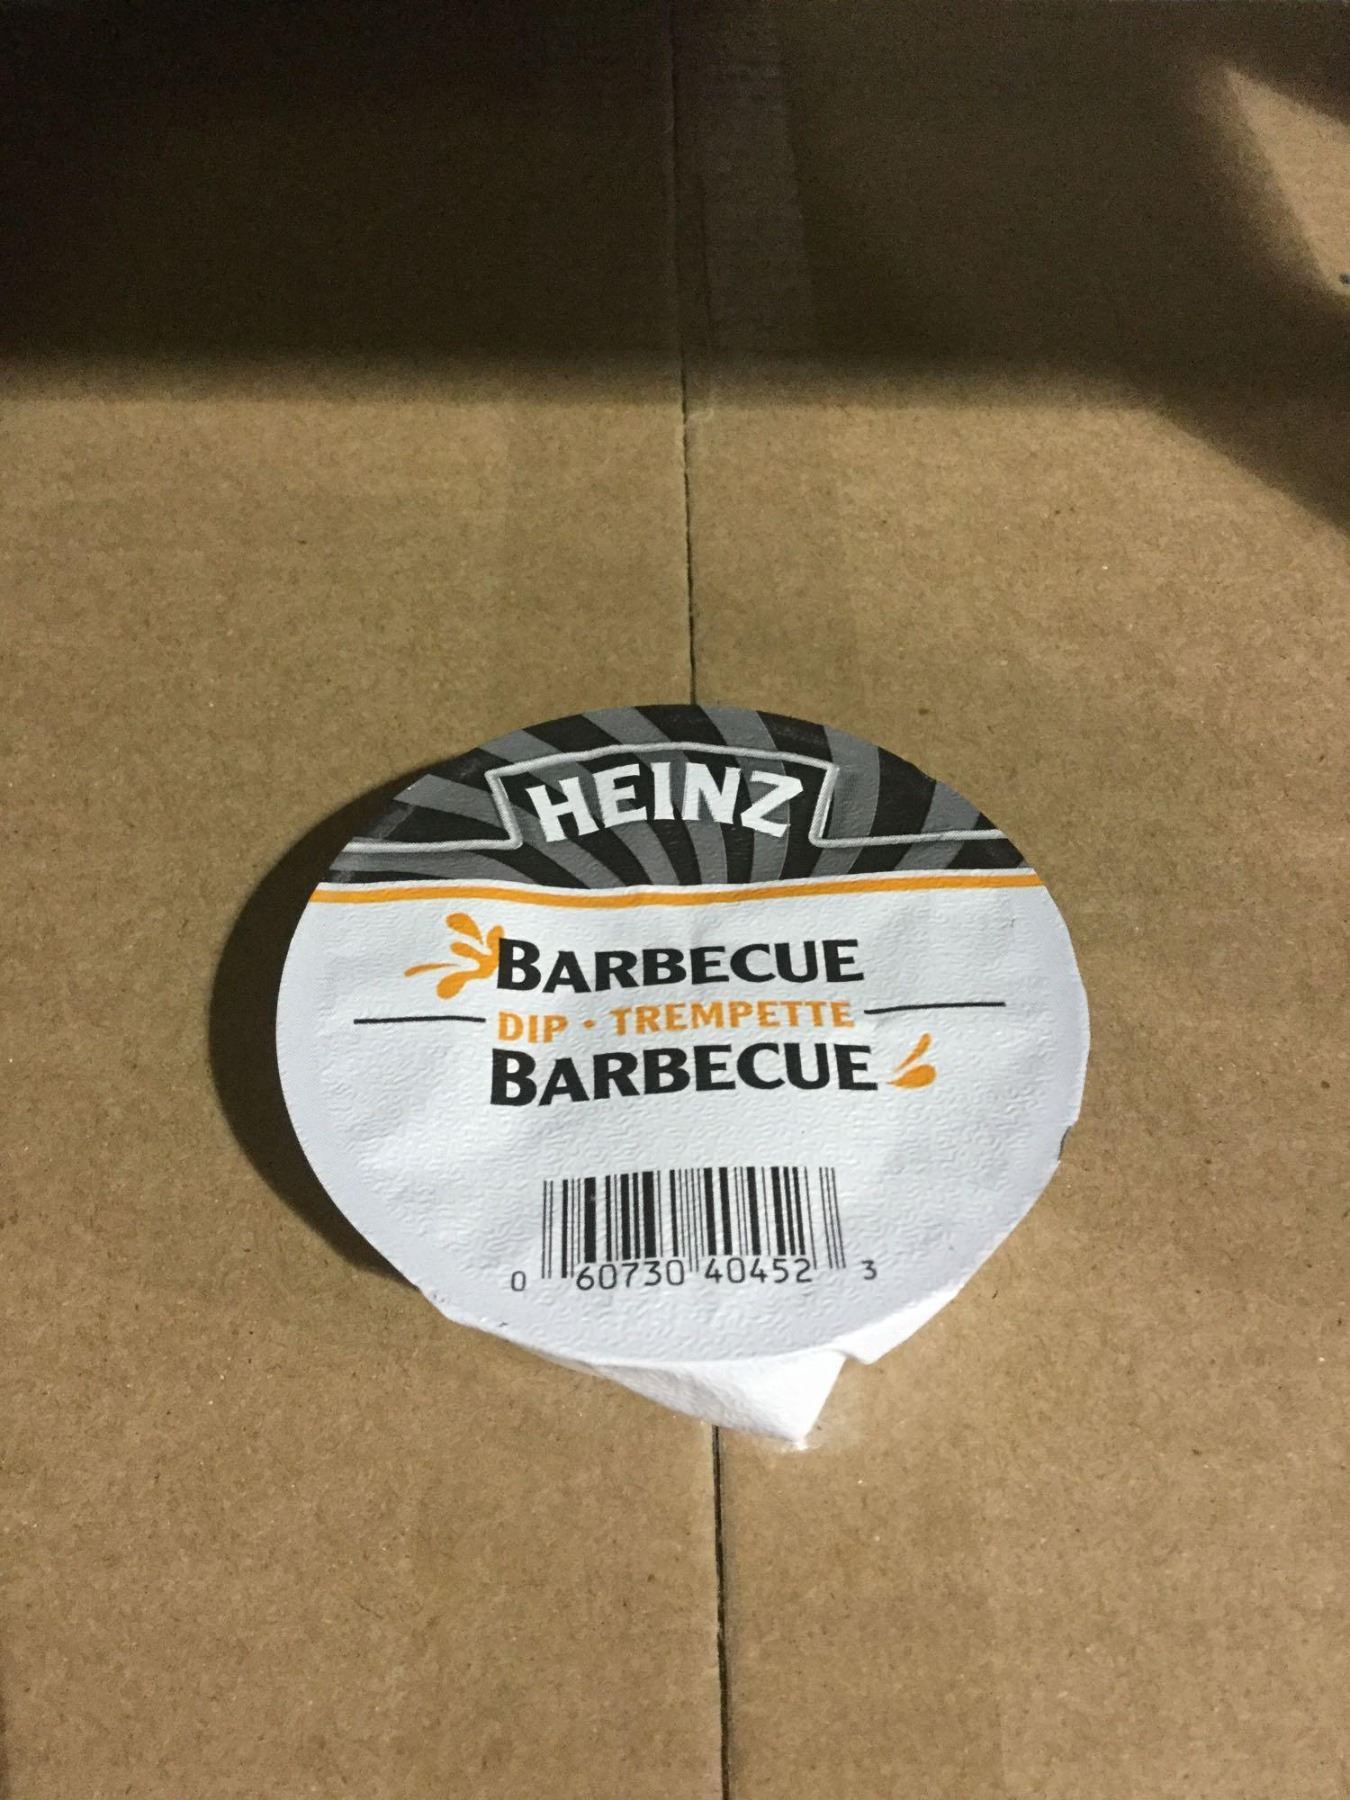 HEINZ
BARBECUE
DIP · TREMPETTE
BARBECUE
0 60730 40452 3